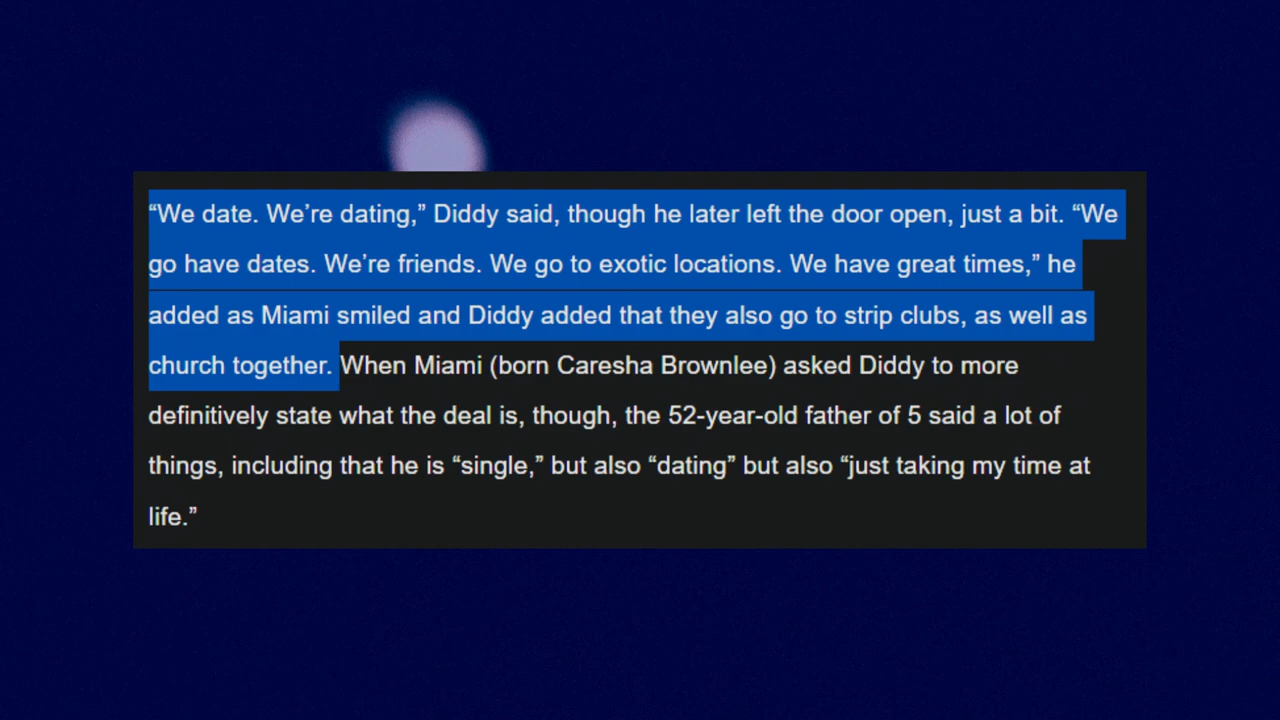 “We date. We’re dating,” Diddy said, though he later left the door open, just a bit. “We
go have dates. We’re friends. We go to exotic locations. We have great times,” he
added as Miami smiled and Diddy added that they also go to strip clubs, as well as
church together. When Miami (born Caresha Brownlee) asked Diddy to more
definitively state what the deal is, though, the 52-year-old father of 5 said a lot of
things, including that he is “single,” but also “dating” but also “just taking my time at
life.”